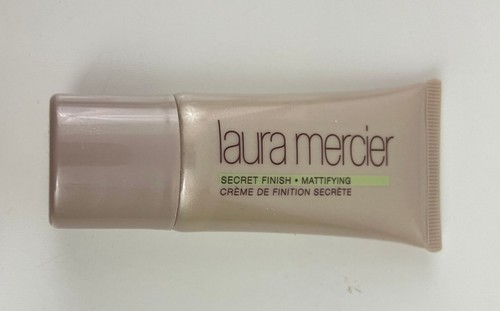 laura mercier
SECRET FINISH • MATTIFYING
CRÈME DE FINITION SECRÈTE